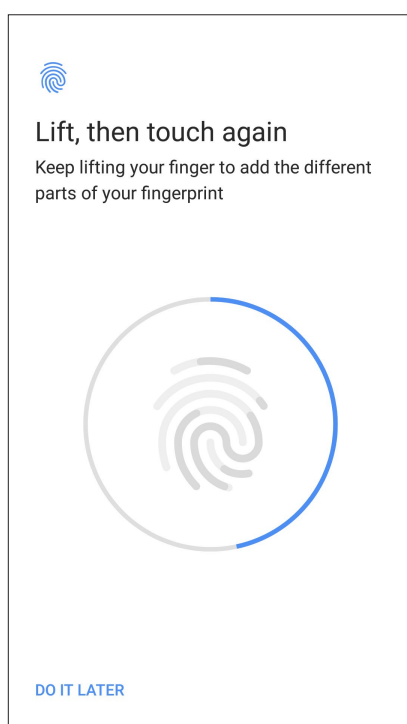 Lift, then touch again
Keep lifting your finger to add the different
parts of your fingerprint
DO IT LATER